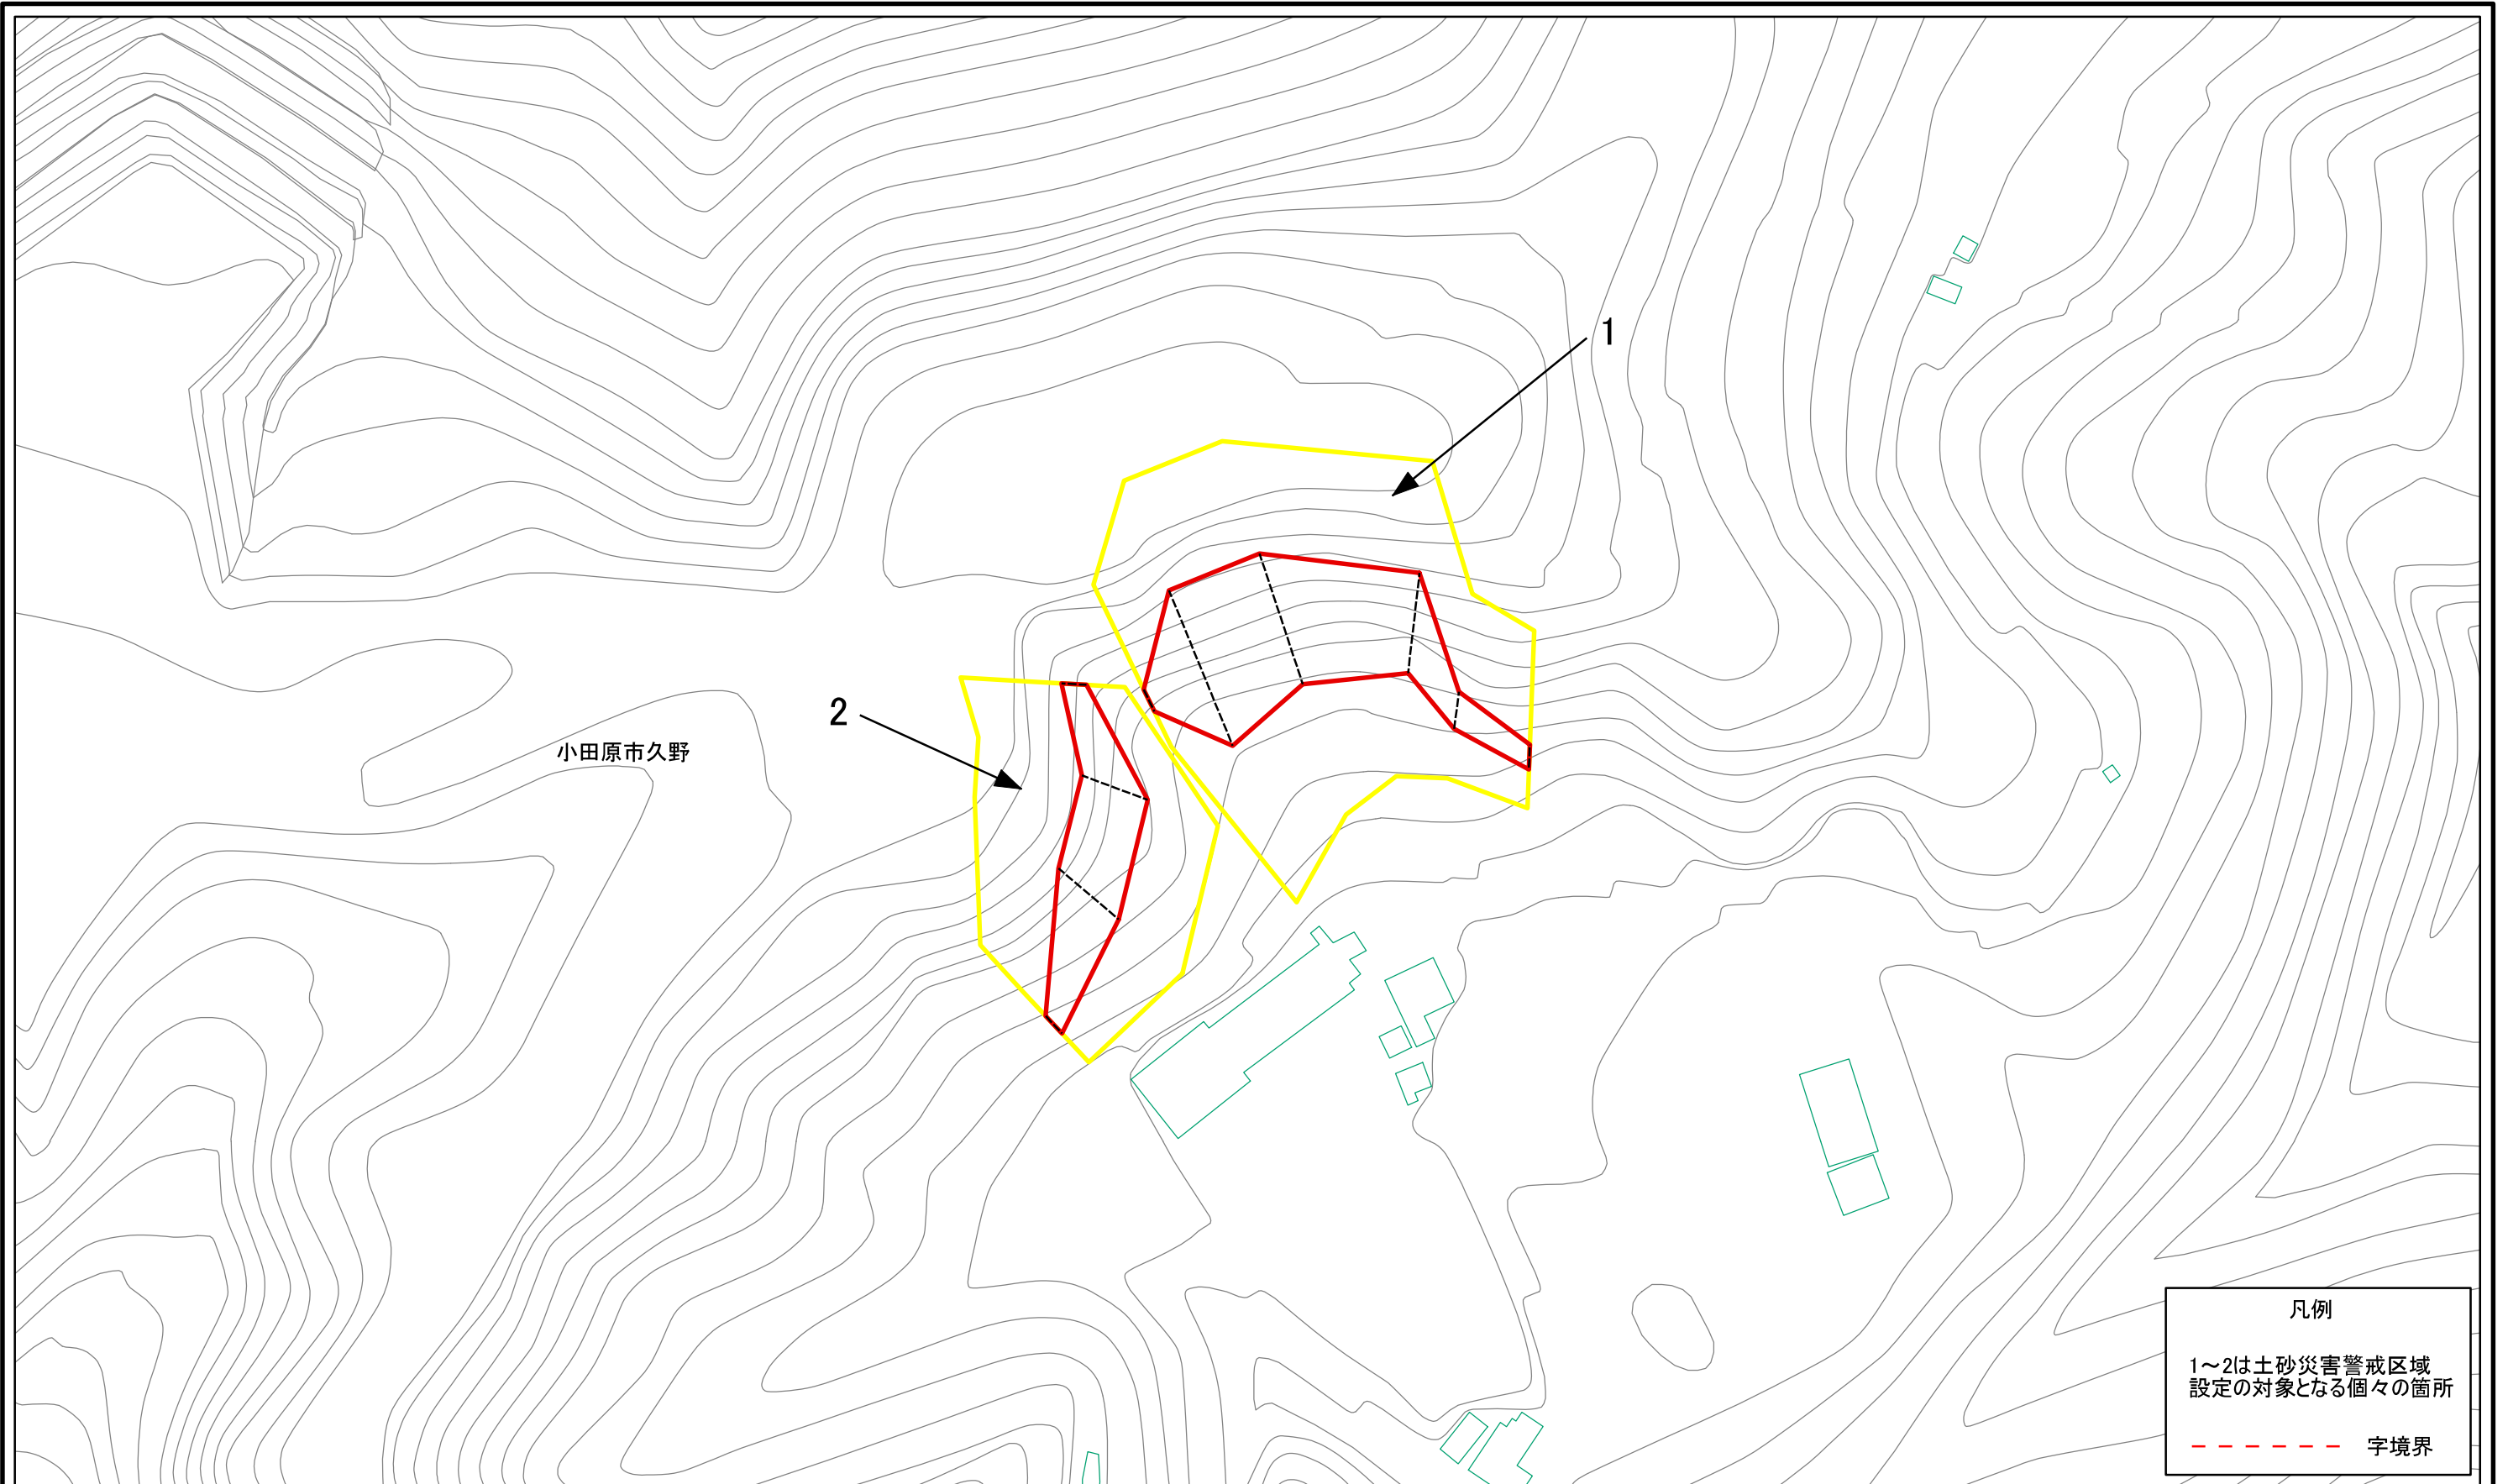 1
2
小田原市久野
凡例
1～2は土砂災害警戒区域
設定の対象となる個々の箇所
字境界